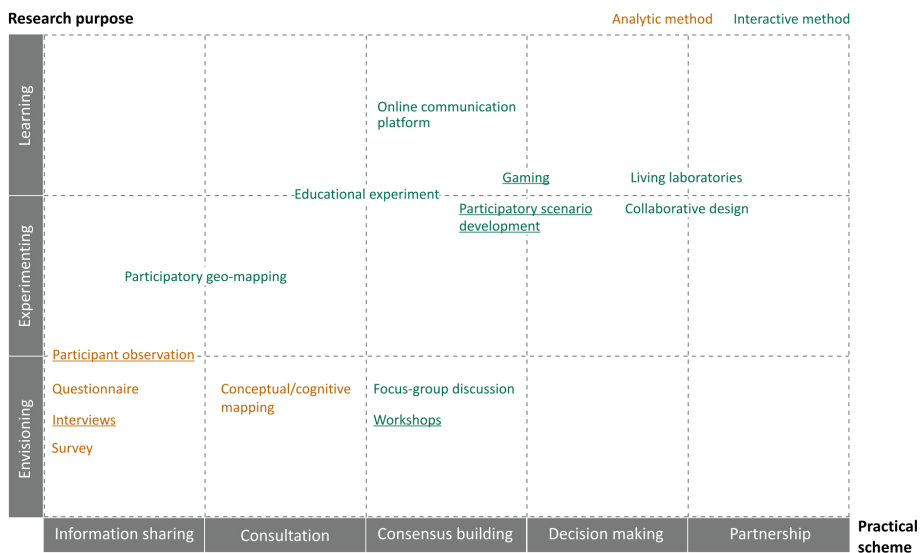 Research purpose
Analytic method
Interactive method
Learning
Online communication
platform
Gaming
Living laboratories
Educational experiment
Experimenting
Participatory scenario
development
Collaborative design
Participatory geo-mapping
Participant observation
Envisioning
Questionnaire
Conceptual/cognitive
mapping
Focus-group discussion
Interviews
Workshops
Survey
Information sharing
Consultation
Consensus building
Decision making
Partnership
Practical
scheme